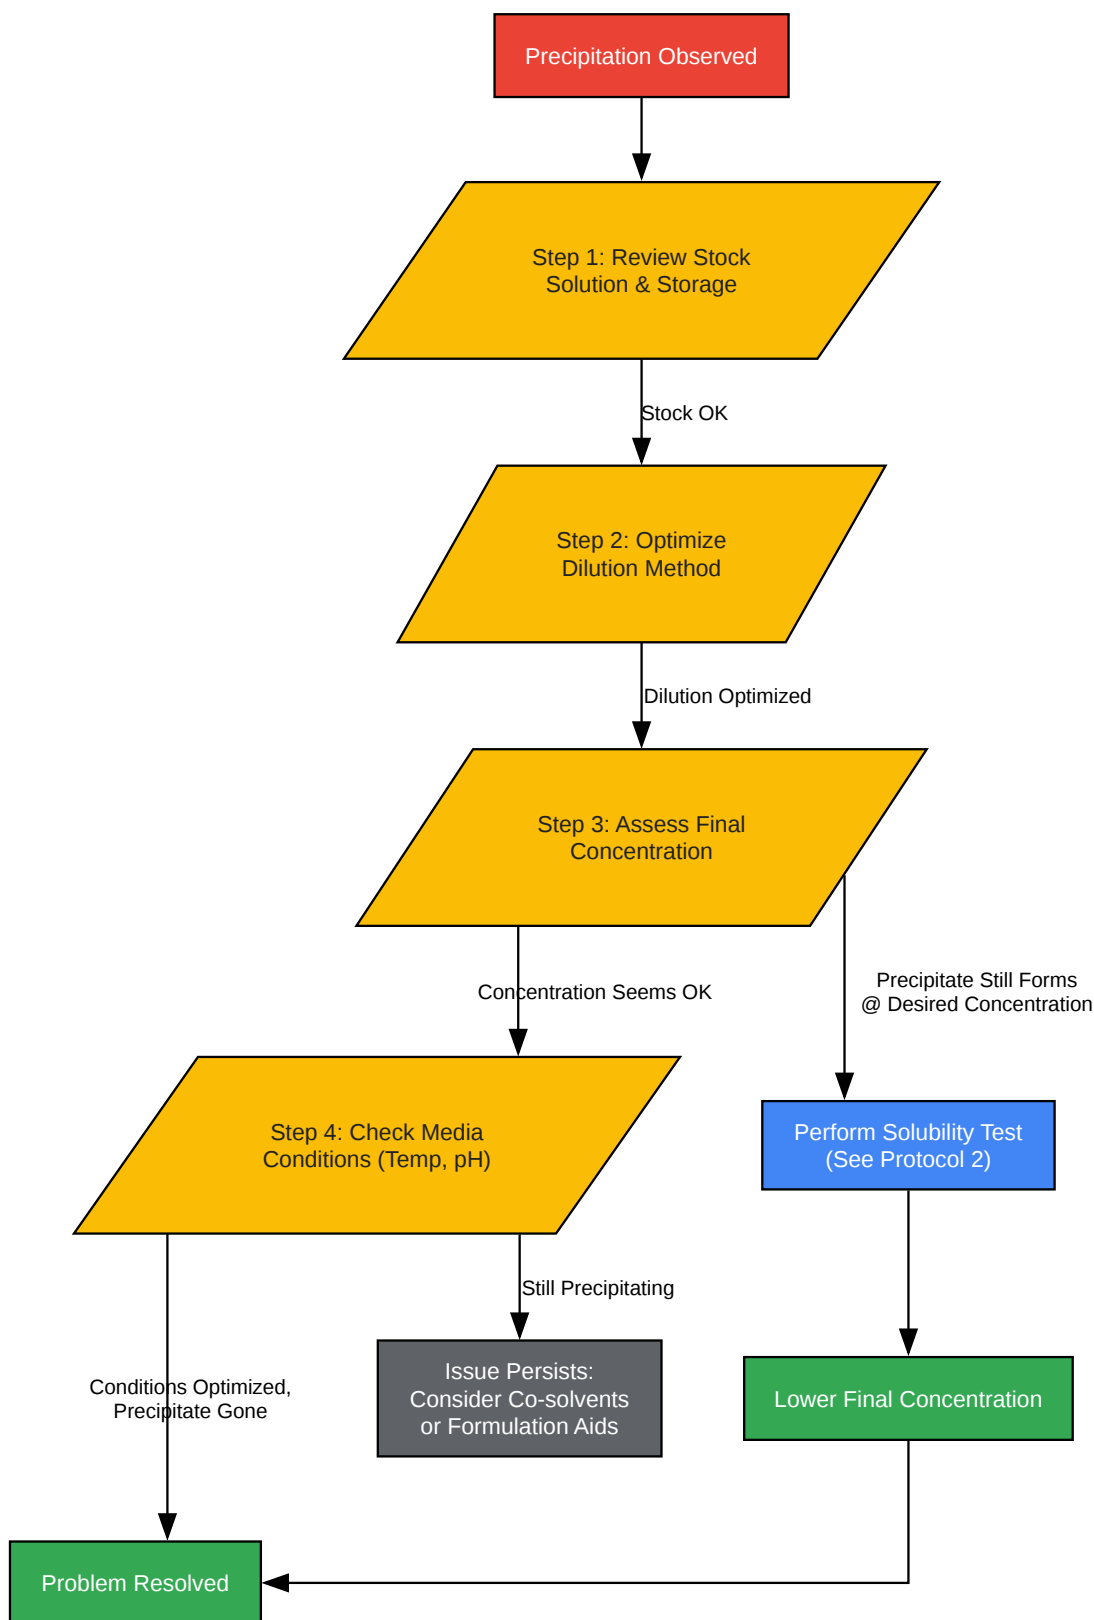 Precipitation Observed
Step 1: Review Stock
Solution & Storage
Stock OK
Step 2: Optimize
Dilution Method
Dilution Optimized
Step 3: Assess Final
Concentration
Concentration Seems OK
Precipitate Still Forms
@ Desired Concentration
Step 4: Check Media
Conditions (Temp, pH)
Perform Solubility Test
(See Protocol 2)
Still Precipitating
Issue Persists:
Consider Co-solvents
or Formulation Aids
Conditions Optimized,
Precipitate Gone
Lower Final Concentration
Problem Resolved